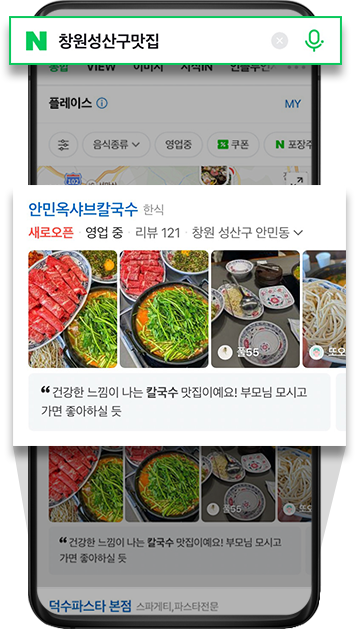 N 창원성산구맛집
통합 VIEW 이미지 지식iN 인플루언서
플레이스 MY
음식종류 영업중 쿠폰 N 포장주
102
안민옥샤브칼국수 한식
새로오픈 · 영업 중 · 리뷰 121 · 창원 성산구 안민동
풀55 또오
❝ 건강한 느낌이 나는 칼국수 맛집이예요! 부모님 모시고
가면 좋아하실 듯
풀55 또오
❝ 건강한 느낌이 나는 칼국수 맛집이예요! 부모님 모시고
가면 좋아하실 듯
덕수파스타 본점 스파게티,파스타전문